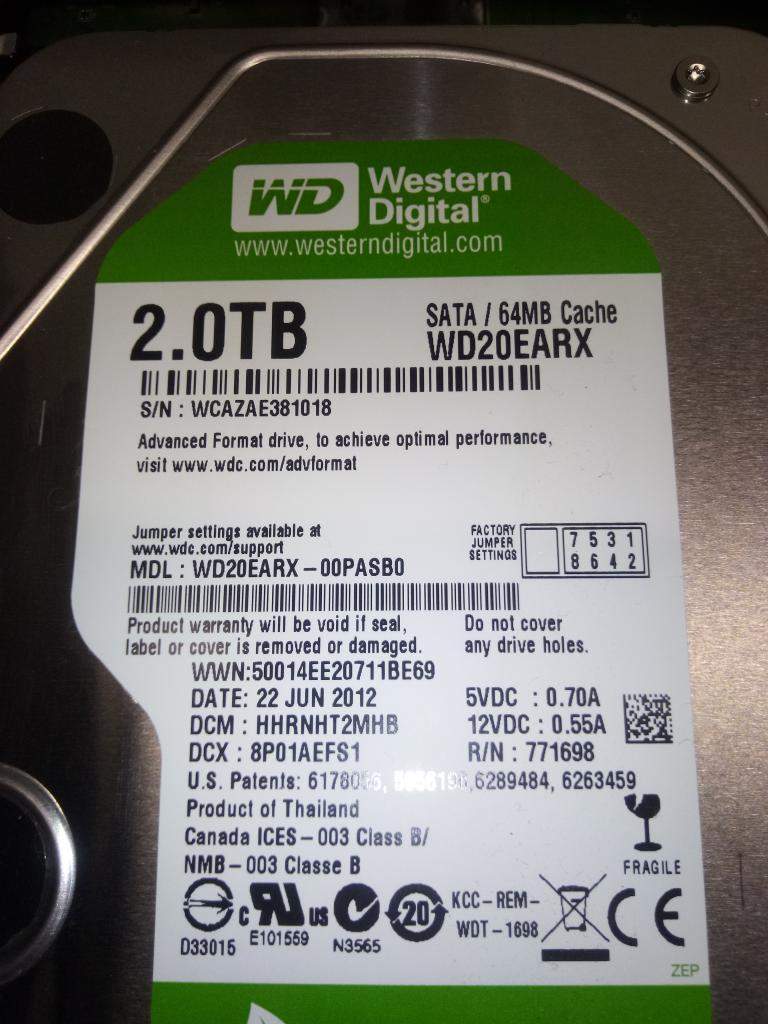 WD Western
Digital®
www.westerndigital.com
2.0TB
SATA / 64MB Cache
WD20EARX
S/N : WCAZAE381018
Advanced Format drive, to achieve optimal performance,
visit www.wdc.com/advformat
Jumper settings available at
www.wdc.com/support
FACTORY
JUMPER
SETTINGS
7 5 3 1
8 6 4 2
MDL : WD20EARX-00PASB0
Product warranty will be void if seal,
label or cover is removed or damaged.
Do not cover
any drive holes.
WWN:50014EE20711BE69
DATE: 22 JUN 2012
5VDC : 0.70A
DCM : HHRNHT2MHB
12VDC : 0.55A
DCX : 8P01AEFS1
R/N : 771698
U.S. Patents: 6289484, 6263459
Product of Thailand
Canada ICES-003 Class B/
NMB-003 Classe B
FRAGILE
D33015
c RU us
E101559
N3565
20
KCC-REM-
WDT-1698
CE
ZEP